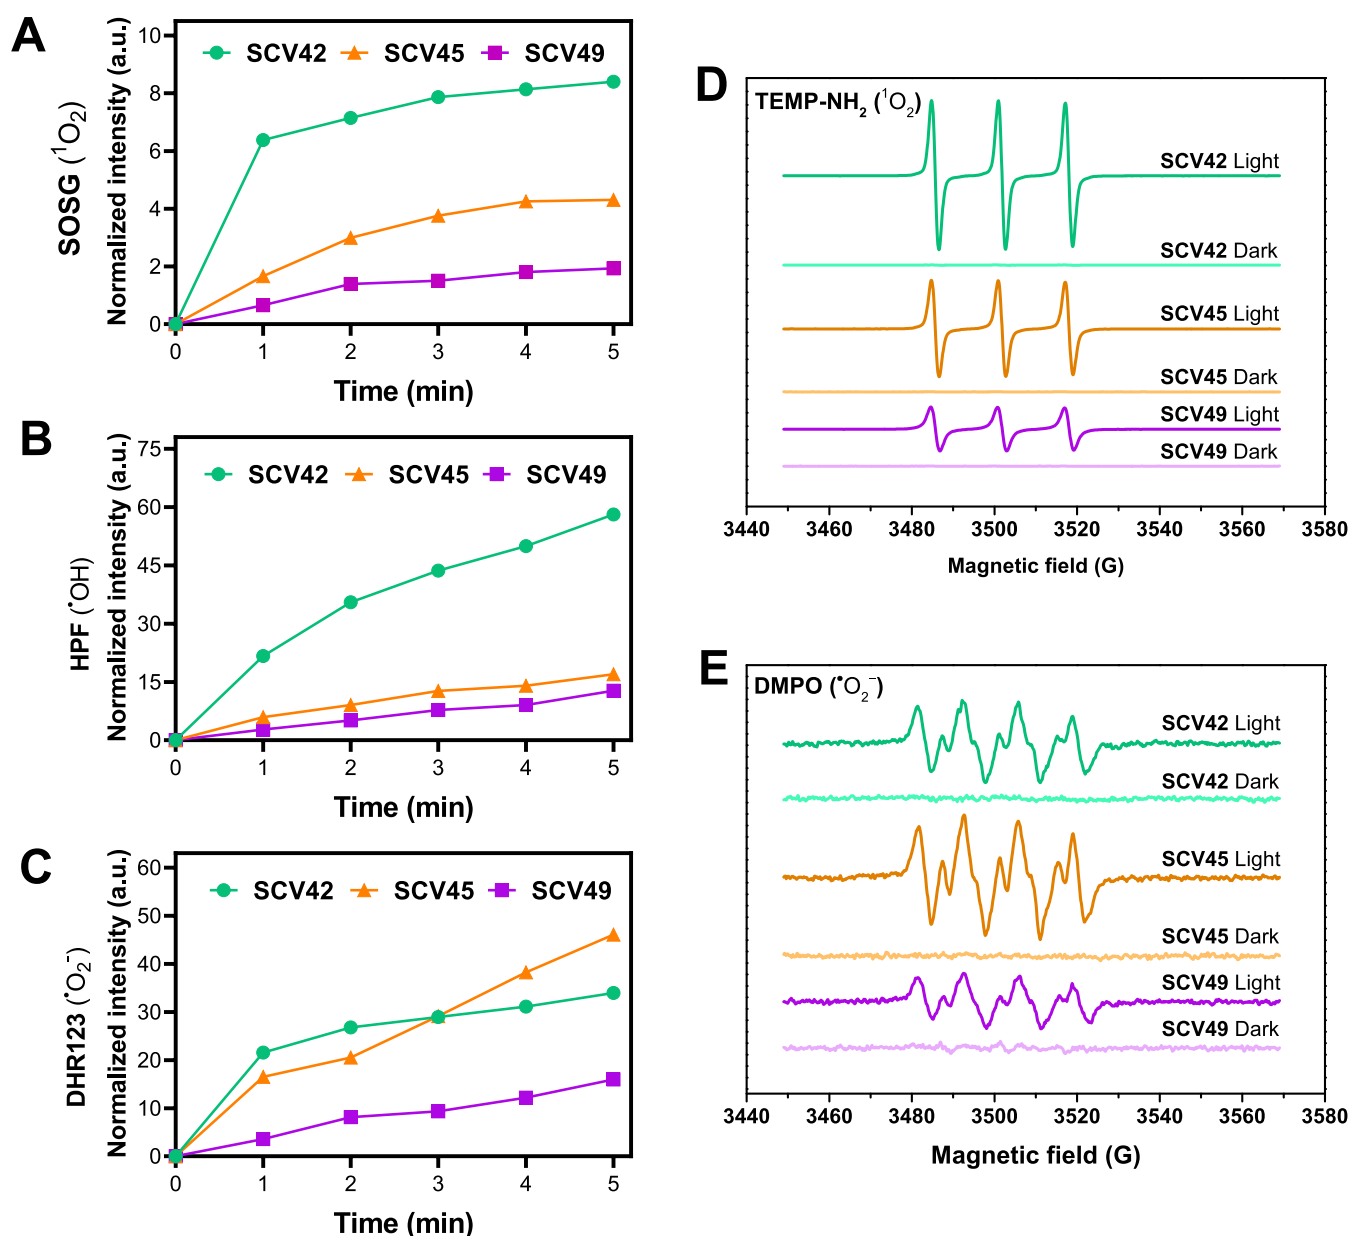 A
SOSG (¹O₂)
Normalized intensity (a.u.)
10
8
6
4
2
0
SCV42 SCV45 SCV49
0 1 2 3 4 5
Time (min)
B
HPF (•OH)
Normalized intensity (a.u.)
75
60
45
30
15
0
SCV42 SCV45 SCV49
0 1 2 3 4 5
Time (min)
C
DHR123 (•O₂⁻)
Normalized intensity (a.u.)
60
50
40
30
20
10
0
SCV42 SCV45 SCV49
0 1 2 3 4 5
Time (min)
D
TEMP-NH₂ (¹O₂)
SCV42 Light
SCV42 Dark
SCV45 Light
SCV45 Dark
SCV49 Light
SCV49 Dark
3440 3460 3480 3500 3520 3540 3560 3580
Magnetic field (G)
E
DMPO (•O₂⁻)
SCV42 Light
SCV42 Dark
SCV45 Light
SCV45 Dark
SCV49 Light
SCV49 Dark
3440 3460 3480 3500 3520 3540 3560 3580
Magnetic field (G)